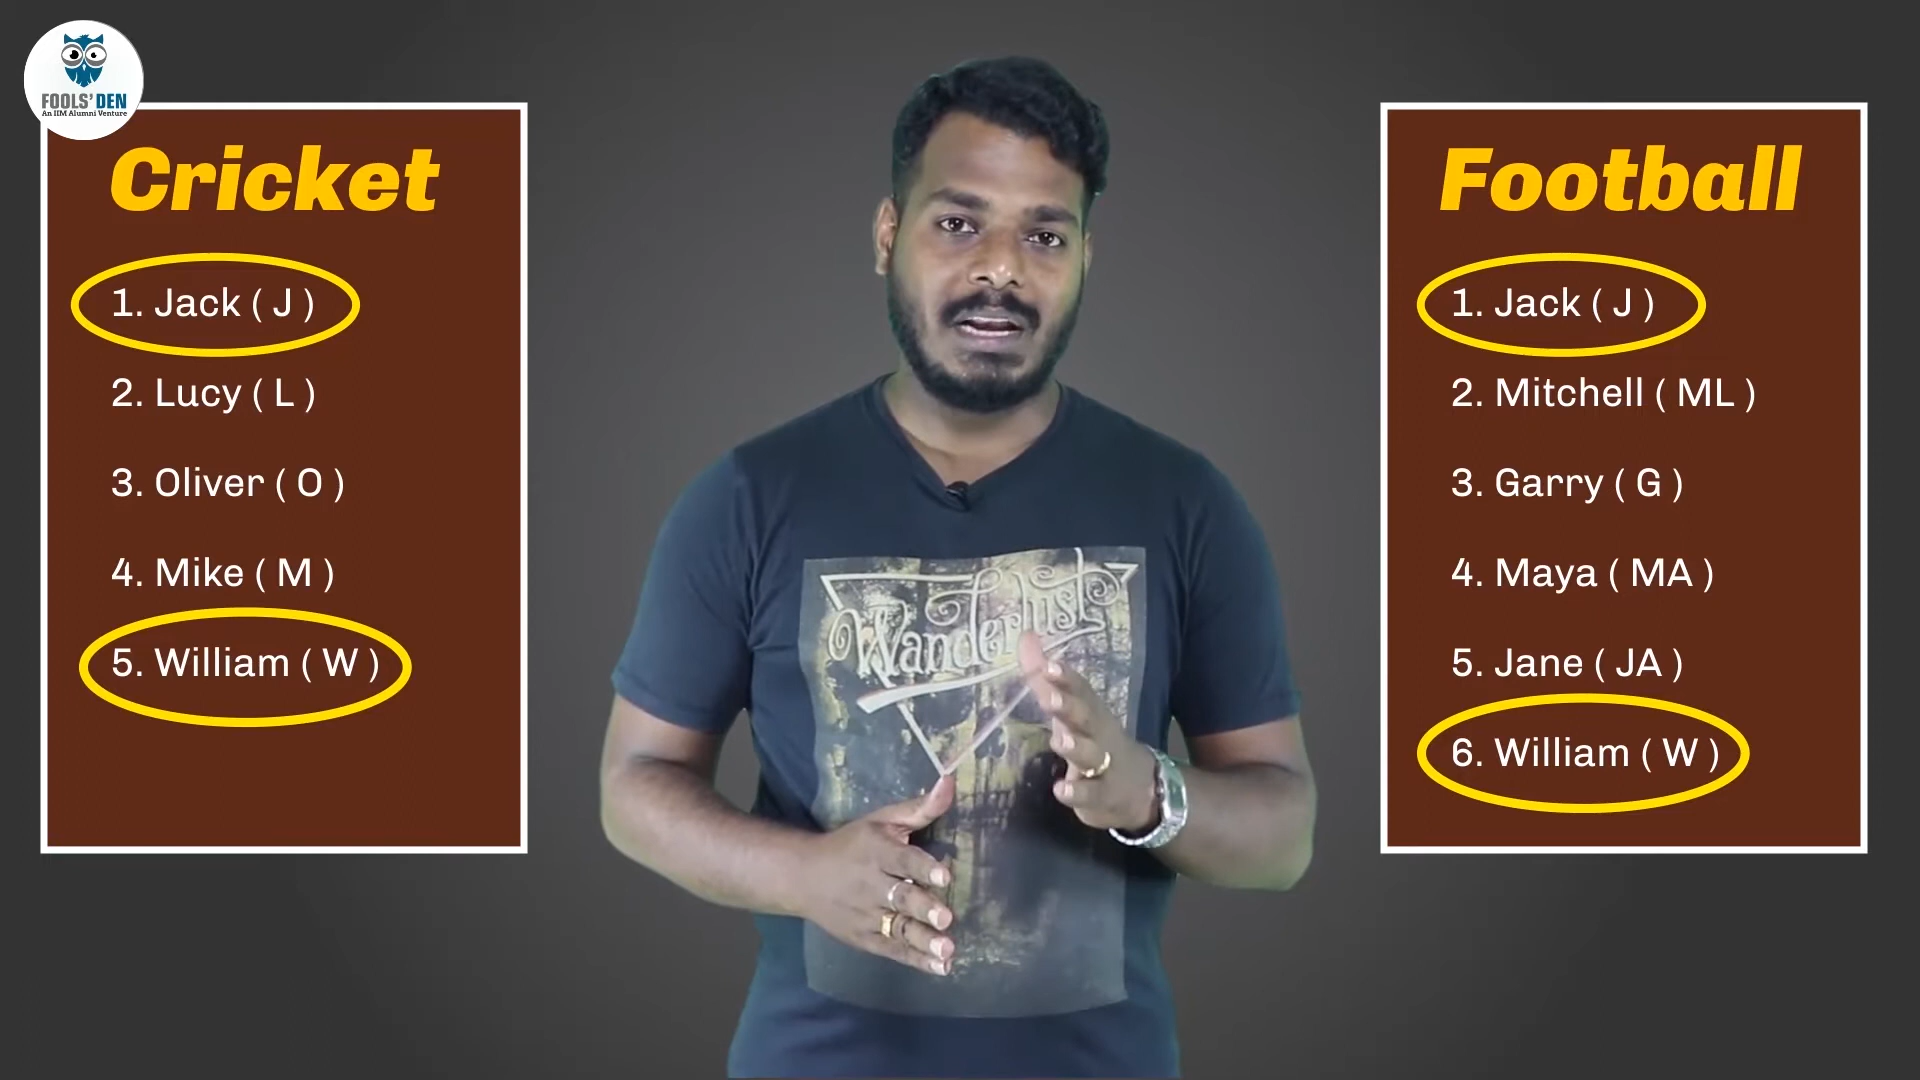 FOOLS' DEN
An IIM Alumni Venture
Cricket
1. Jack ( J )
2. Lucy ( L )
3. Oliver ( O )
4. Mike ( M )
5. William ( W )
Wanderlust
Football
1. Jack ( J )
2. Mitchell ( ML )
3. Garry ( G )
4. Maya ( MA )
5. Jane ( JA )
6. William ( W )